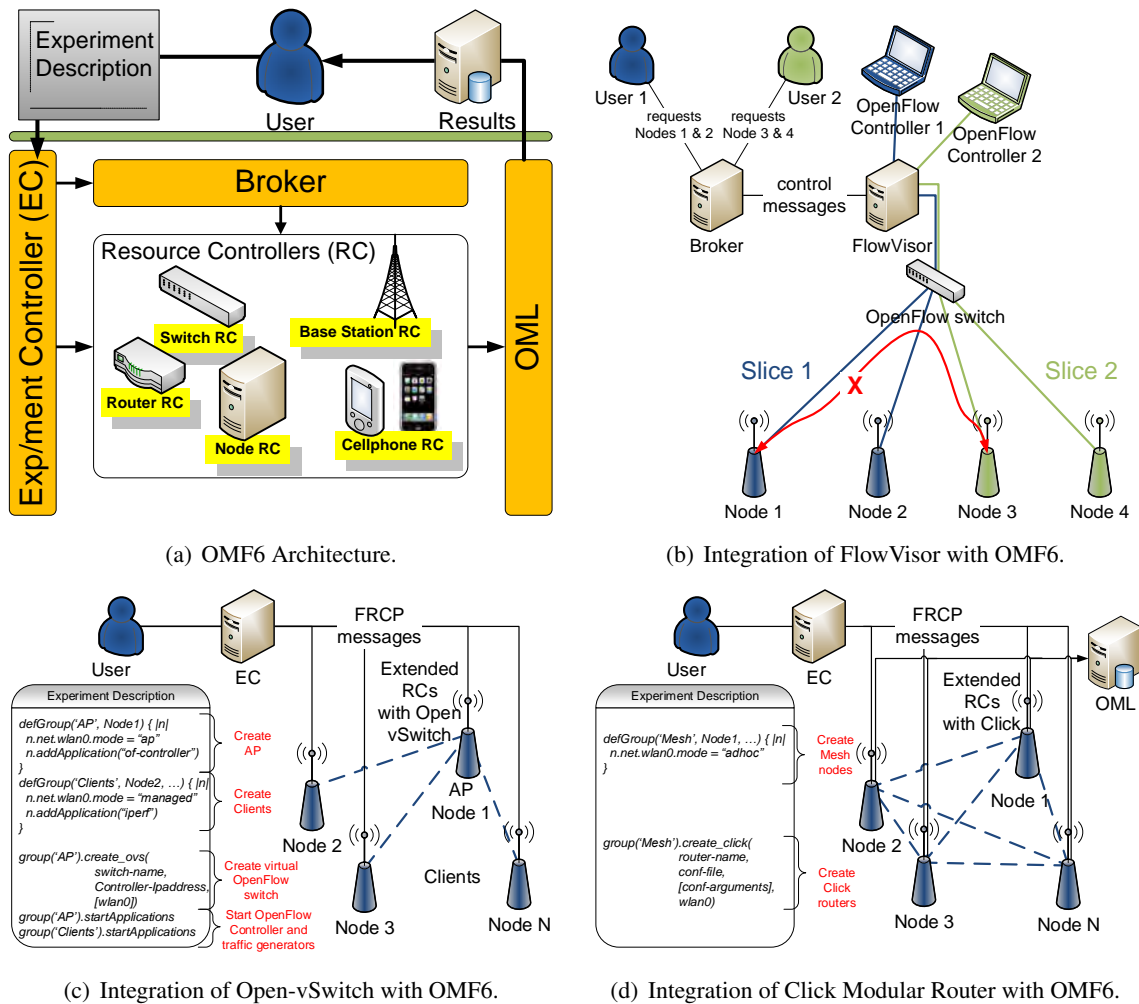 Experiment
Description
User
Results
Exp/ment Controller (EC)
Broker
OML
Resource Controllers (RC)
Switch RC
Base Station RC
Router RC
Node RC
Cellphone RC
(a) OMF6 Architecture.
User 1
User 2
requests
Nodes 1 & 2
requests
Node 3 & 4
OpenFlow
Controller 1
OpenFlow
Controller 2
Broker
control
messages
FlowVisor
OpenFlow switch
Slice 1
X
Slice 2
Node 1
Node 2
Node 3
Node 4
(b) Integration of FlowVisor with OMF6.
User
EC
FRCP
messages
Extended
RCs
with Open
vSwitch
Experiment Description
defGroup(‘AP’, Node1) { |n|
n.net.wlan0.mode = “ap”
n.addApplication(“of-controller”)
}
defGroup(‘Clients’, Node2, …) { |n|
n.net.wlan0.mode = “managed”
n.addApplication(“iperf”)
}
group(‘AP’).create_ovs(
switch-name,
Controller-Ipaddress,
[wlan0])
group(‘AP’).startApplications
group(‘Clients’).startApplications
Create
AP
Create
Clients
Create virtual
OpenFlow
switch
Start OpenFlow
Controller and
traffic generators
AP
Node 1
Node 2
Node 3
Clients
Node N
(c) Integration of Open-vSwitch with OMF6.
User
EC
FRCP
messages
Extended
RCs
with Click
OML
Experiment Description
defGroup(‘Mesh’, Node1, …) { |n|
n.net.wlan0.mode = “adhoc”
}
group(‘Mesh’).create_click(
router-name,
conf-file,
[conf-arguments],
wlan0)
Create
Mesh
nodes
Create
Click
routers
Node 1
Node 2
Node 3
Node N
(d) Integration of Click Modular Router with OMF6.